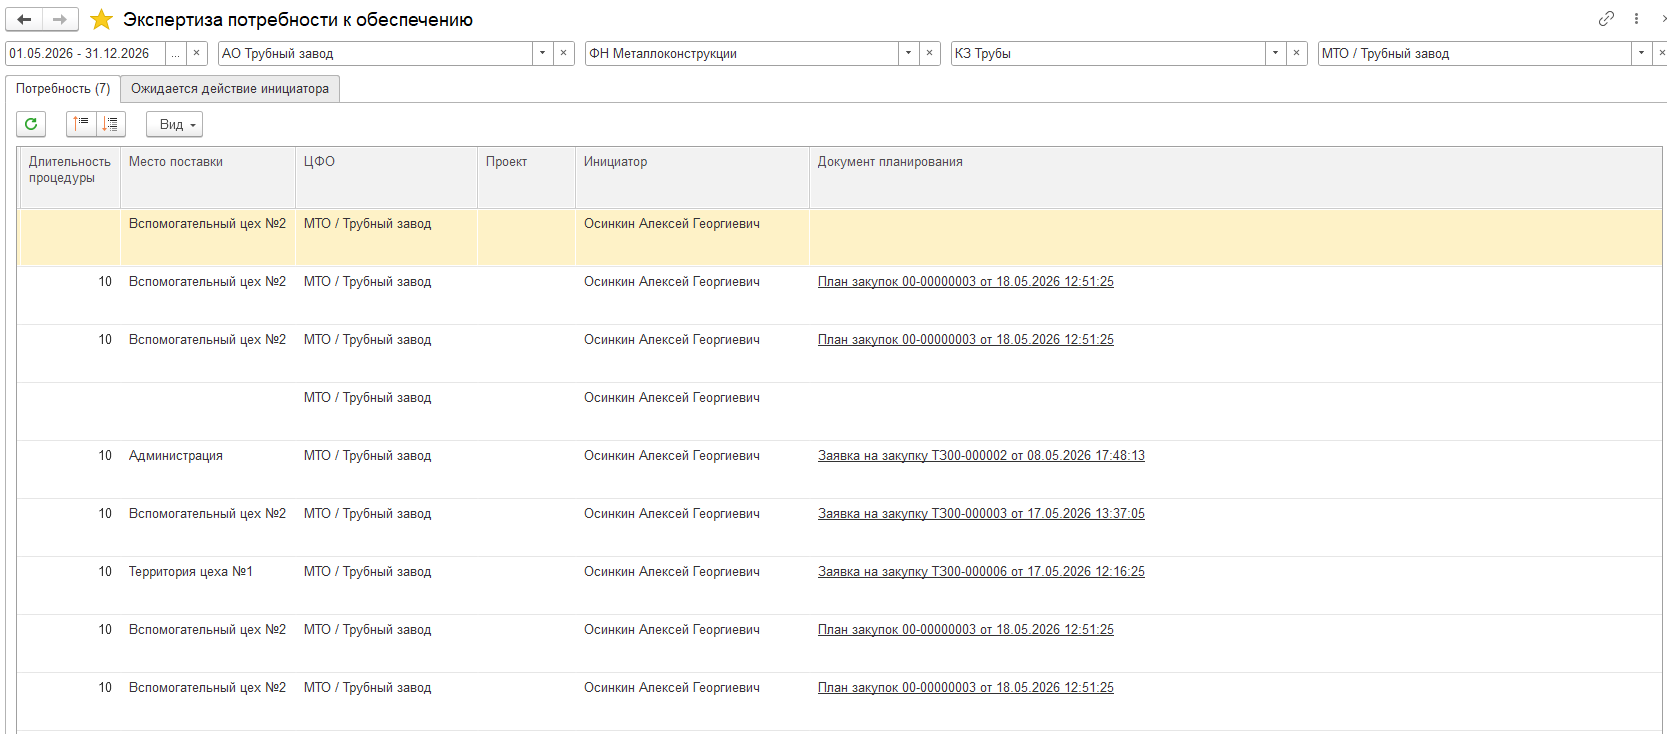 Экспертиза потребности к обеспечению
01.05.2026 - 31.12.2026 ... × АО Трубный завод × ФН Металлоконструкции × КЗ Трубы × МТО / Трубный завод ×
Потребность (7) Ожидается действие инициатора
Вид
Длительность процедуры Место поставки ЦФО Проект Инициатор Документ планирования
Вспомогательный цех №2 МТО / Трубный завод Осинкин Алексей Георгиевич
10 Вспомогательный цех №2 МТО / Трубный завод Осинкин Алексей Георгиевич План закупок 00-00000003 от 18.05.2026 12:51:25
10 Вспомогательный цех №2 МТО / Трубный завод Осинкин Алексей Георгиевич План закупок 00-00000003 от 18.05.2026 12:51:25
МТО / Трубный завод Осинкин Алексей Георгиевич
10 Администрация МТО / Трубный завод Осинкин Алексей Георгиевич Заявка на закупку ТЗ00-000002 от 08.05.2026 17:48:13
10 Вспомогательный цех №2 МТО / Трубный завод Осинкин Алексей Георгиевич Заявка на закупку ТЗ00-000003 от 17.05.2026 13:37:05
10 Территория цеха №1 МТО / Трубный завод Осинкин Алексей Георгиевич Заявка на закупку ТЗ00-000006 от 17.05.2026 12:16:25
10 Вспомогательный цех №2 МТО / Трубный завод Осинкин Алексей Георгиевич План закупок 00-00000003 от 18.05.2026 12:51:25
10 Вспомогательный цех №2 МТО / Трубный завод Осинкин Алексей Георгиевич План закупок 00-00000003 от 18.05.2026 12:51:25